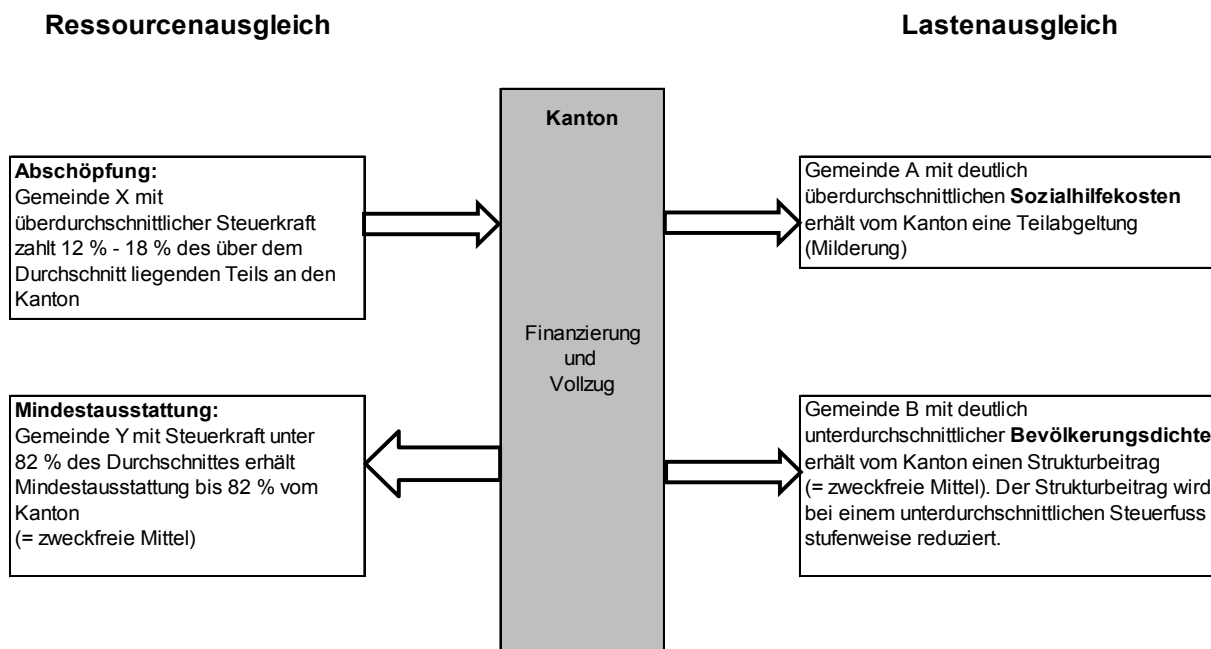 Ressourcenausgleich
Lastenausgleich
Abschöpfung:
Gemeinde X mit
überdurchschnittlicher Steuerkraft
zahlt 12 % - 18 % des über dem
Durchschnitt liegenden Teils an den
Kanton
Mindestausstattung:
Gemeinde Y mit Steuerkraft unter
82 % des Durchschnittes erhält
Mindestausstattung bis 82 % vom
Kanton
(= zweckfreie Mittel)
Kanton
Finanzierung
und
Vollzug
Gemeinde A mit deutlich
überdurchschnittlichen Sozialhilfekosten
erhält vom Kanton eine Teilabgeltung
(Milderung)
Gemeinde B mit deutlich
unterdurchschnittlicher Bevölkerungsdichte
erhält vom Kanton einen Strukturbeitrag
(= zweckfreie Mittel). Der Strukturbeitrag wird
bei einem unterdurchschnittlichen Steuerfuss
stufenweise reduziert.